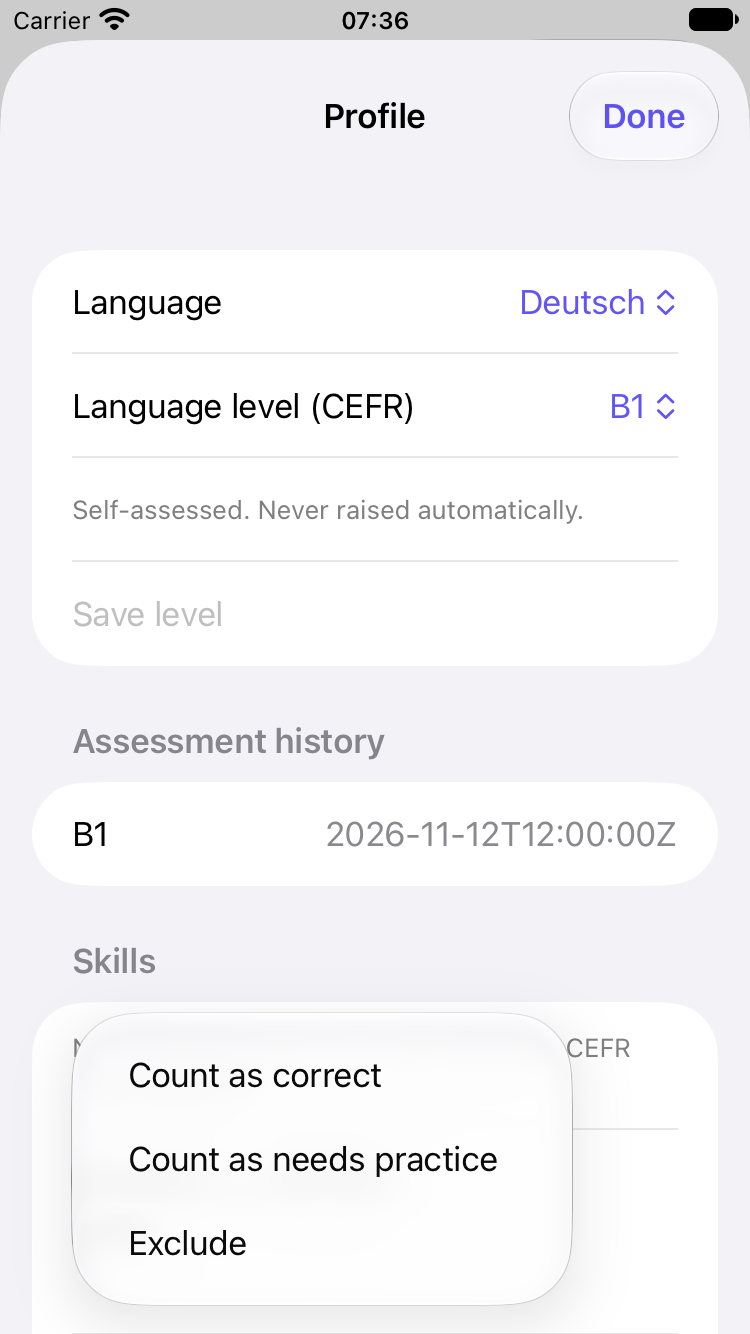 Carrier 07:36
Profile Done
Language Deutsch
Language level (CEFR) B1
Self-assessed. Never raised automatically.
Save level
Assessment history
B1 2026-11-12T12:00:00Z
Skills
CEFR
Count as correct
Count as needs practice
Exclude